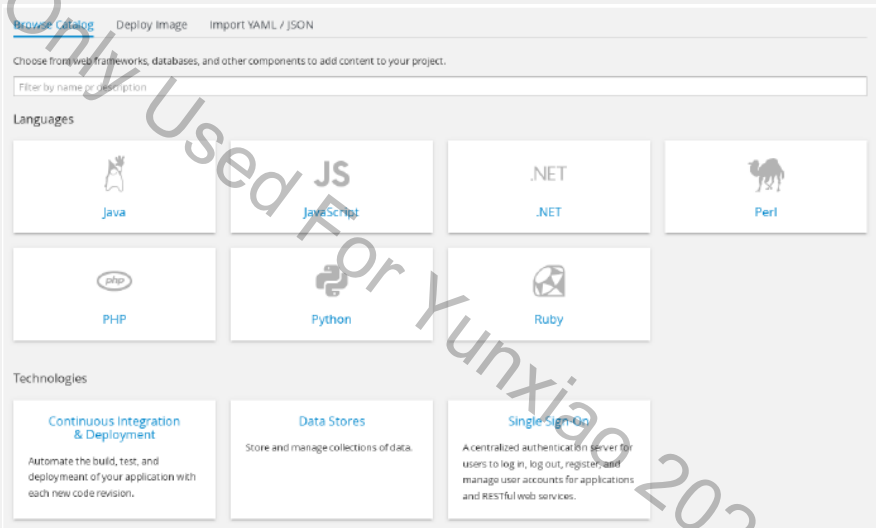 Browse Catalog Deploy Image Import YAML / JSON
Choose from web frameworks, databases, and other components to add content to your project.
Filter by name or description
Languages
JS .NET
Java JavaScript .NET Perl
php
PHP Python Ruby
Technologies
Continuous Integration
& Deployment
Automate the build, test, and
deploymeant of your application with
each new code revision.
Data Stores
Store and manage collections of data.
Single Sign-On
A centralized authentication server for
users to log in, log out, register, and
manage user accounts for applications
and RESTful web services.
Only Used For Yunxiao